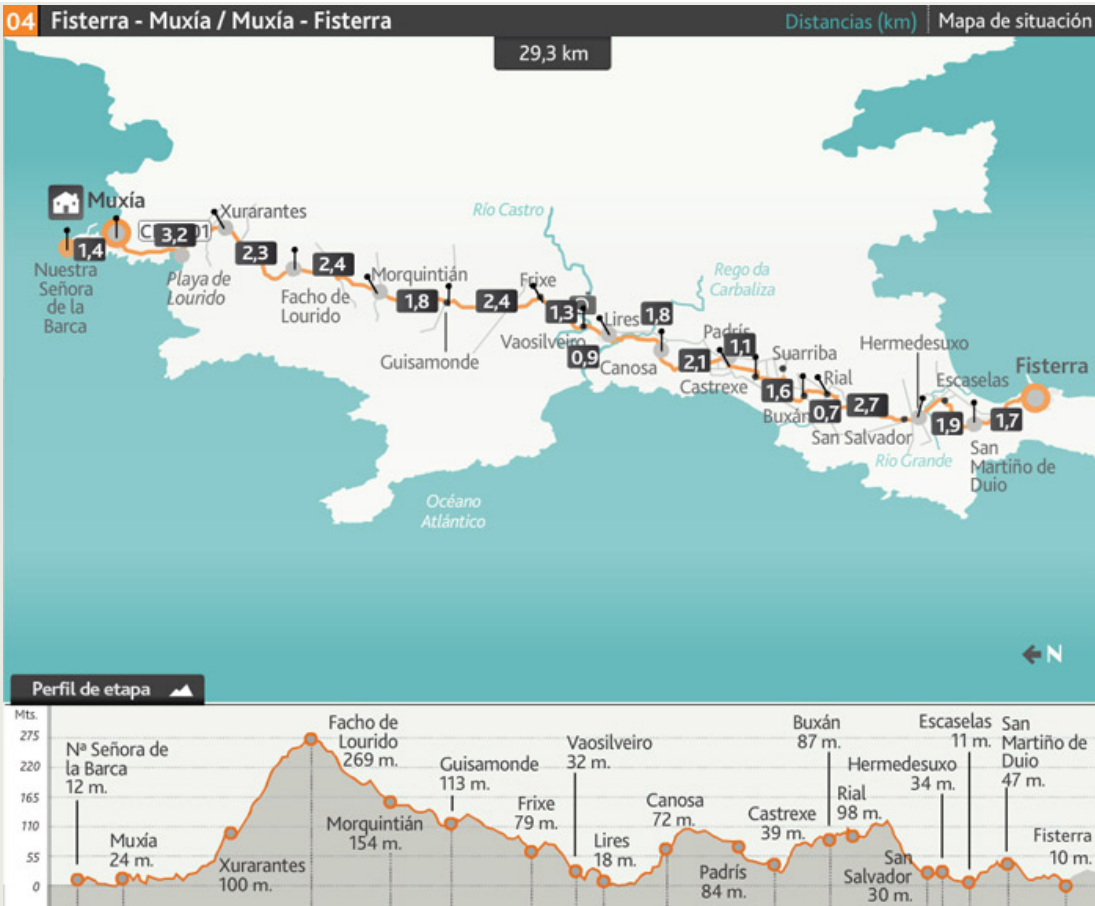 04 Fisterra - Muxía / Muxía - Fisterra
Distancias (km)
Mapa de situación
29,3 km
Muxía
Xurarantes
Río Castro
3,2
1,4
2,3
Nuestra
Señora
de la
Barca
Playa de
Lourido
2,4
Facho de
Lourido
Morquintián
1,8
Guisamonde
2,4
Frixe
1,3
Vaosilveiro
0,9
Lires
1,8
Canosa
Rego da
Carballiza
2,1
Padrís
1,1
Castrexe
Suarriba
1,6
Buxán
Rial
0,7
2,7
San Salvador
Hermedesuxo
Río Grande
Escaselas
1,9
San
Martiño de
Duio
1,7
Fisterra
Océano
Atlántico
N
Perfil de etapa
Mts.
275
220
165
110
55
0
Nª Señora de
la Barca
12 m.
Muxía
24 m.
Xurarantes
100 m.
Facho de
Lourido
269 m.
Morquintián
154 m.
Guisamonde
113 m.
Frixe
79 m.
Vaosilveiro
32 m.
Lires
18 m.
Canosa
72 m.
Padrís
84 m.
Castrexe
39 m.
Buxán
87 m.
Rial
98 m.
San
Salvador
30 m.
Hermedesuxo
34 m.
Escaselas
11 m.
San
Martiño de
Duio
47 m.
Fisterra
10 m.